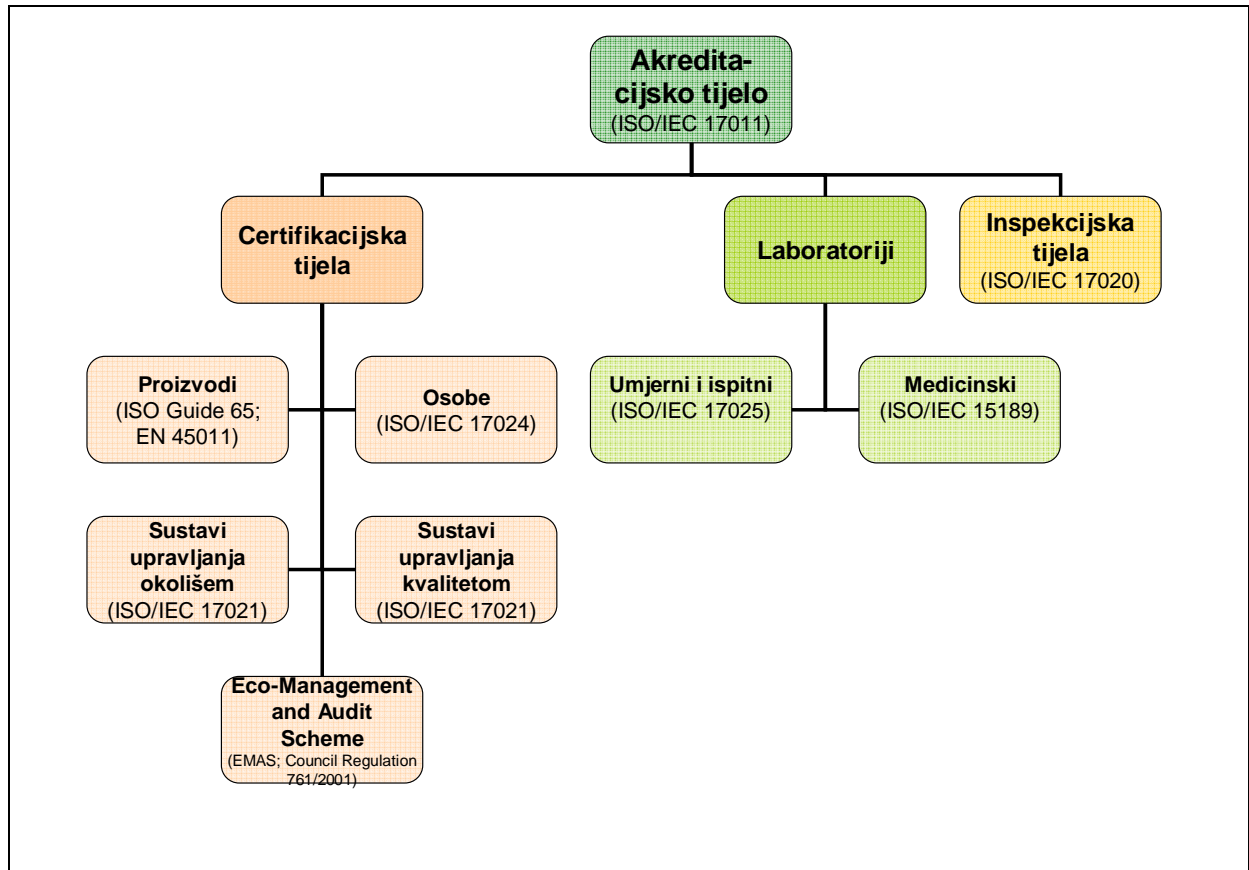 Akredita-
cijsko tijelo
(ISO/IEC 17011)
Certifikacijska
tijela
Laboratoriji
Inspekcijska
tijela
(ISO/IEC 17020)
Proizvodi
(ISO Guide 65;
EN 45011)
Osobe
(ISO/IEC 17024)
Umjerni i ispitni
(ISO/IEC 17025)
Medicinski
(ISO/IEC 15189)
Sustavi
upravljanja
okolišem
(ISO/IEC 17021)
Sustavi
upravljanja
kvalitetom
(ISO/IEC 17021)
Eco-Management
and Audit
Scheme
(EMAS; Council Regulation
761/2001)